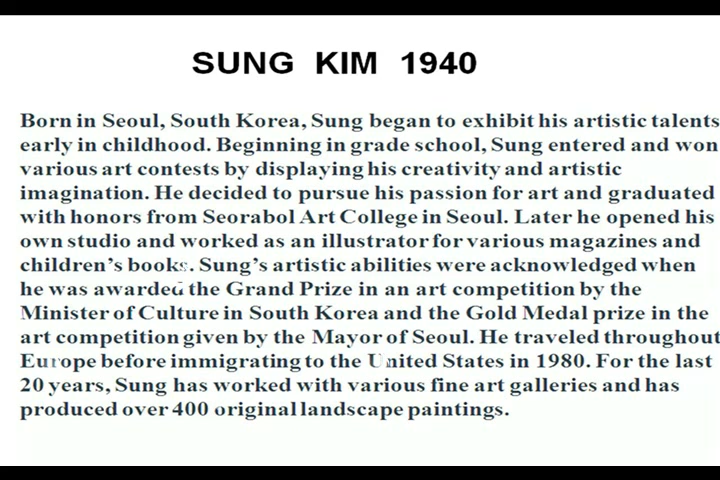 SUNG KIM 1940
Born in Seoul, South Korea, Sung began to exhibit his artistic talents
early in childhood. Beginning in grade school, Sung entered and won
various art contests by displaying his creativity and artistic
imagination. He decided to pursue his passion for art and graduated
with honors from Seorabol Art College in Seoul. Later he opened his
own studio and worked as an illustrator for various magazines and
children’s books. Sung’s artistic abilities were acknowledged when
he was awarded the Grand Prize in an art competition by the
Minister of Culture in South Korea and the Gold Medal prize in the
art competition given by the Mayor of Seoul. He traveled throughout
Europe before immigrating to the United States in 1980. For the last
20 years, Sung has worked with various fine art galleries and has
produced over 400 original landscape paintings.